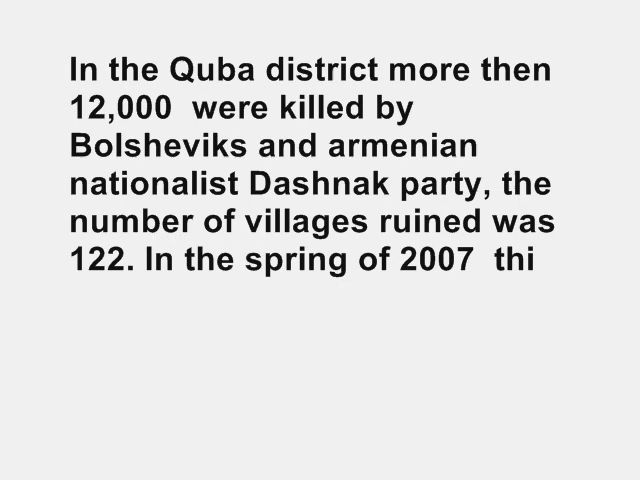 In the Quba district more then
12,000  were killed by
Bolsheviks and armenian
nationalist Dashnak party, the
number of villages ruined was
122. In the spring of 2007  thi